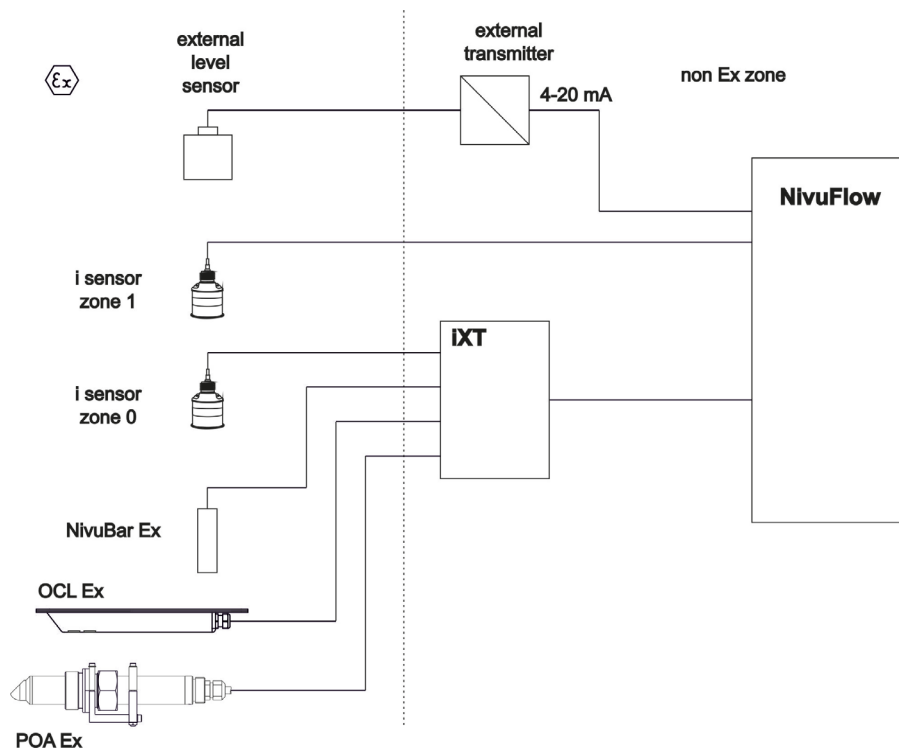 external
level
sensor
external
transmitter
4-20 mA
non Ex zone
εx
NivuFlow
i sensor
zone 1
iXT
i sensor
zone 0
NivuBar Ex
OCL Ex
POA Ex